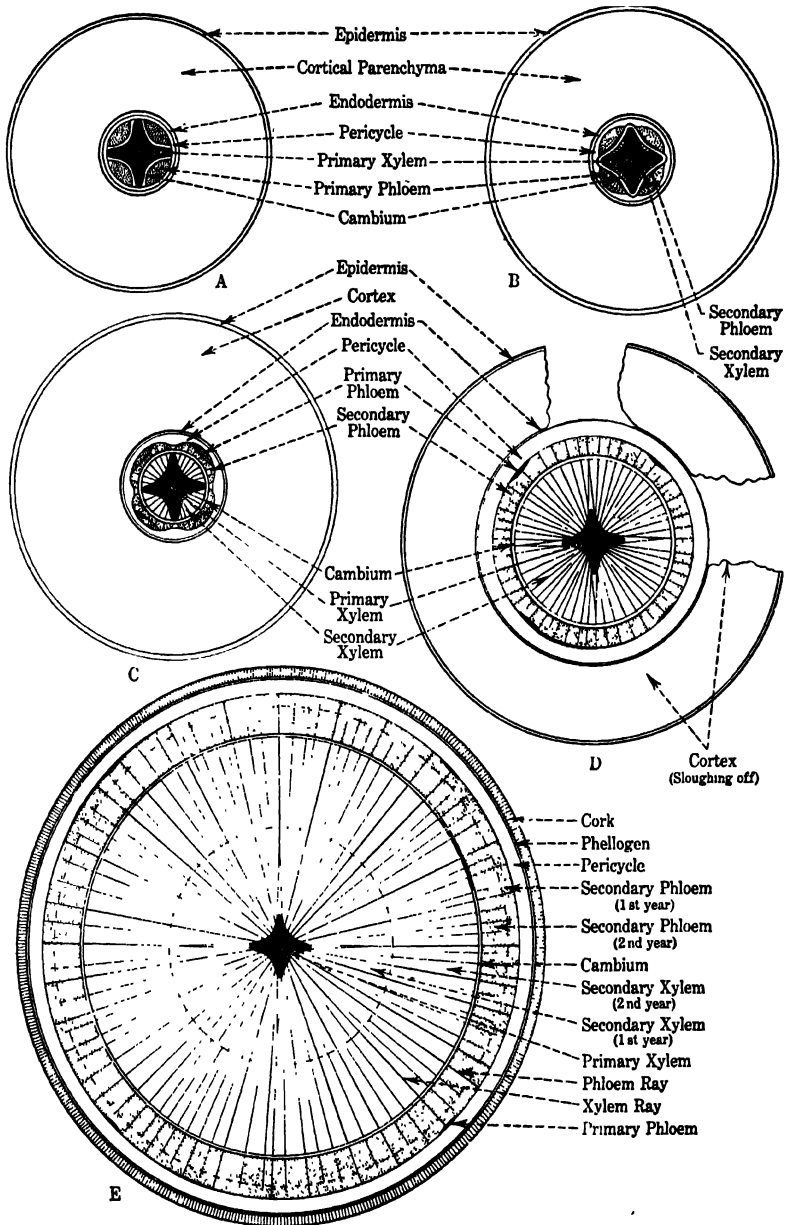 Epidermis
Cortical Parenchyma
Endodermis
Pericycle
Primary Xylem
Primary Phloem
Cambium
A
B
Secondary
Phloem
Secondary
Xylem
Epidermis
Cortex
Endodermis
Pericycle
Primary
Phloem
Secondary
Phloem
Cambium
Primary
Xylem
Secondary
Xylem
C
D
Cortex
(Sloughing off)
Cork
Phellogen
Pericycle
Secondary Phloem
(1st year)
Secondary Phloem
(2nd year)
Cambium
Secondary Xylem
(2nd year)
Secondary Xylem
(1st year)
Primary Xylem
Phloem Ray
Xylem Ray
Primary Phloem
E